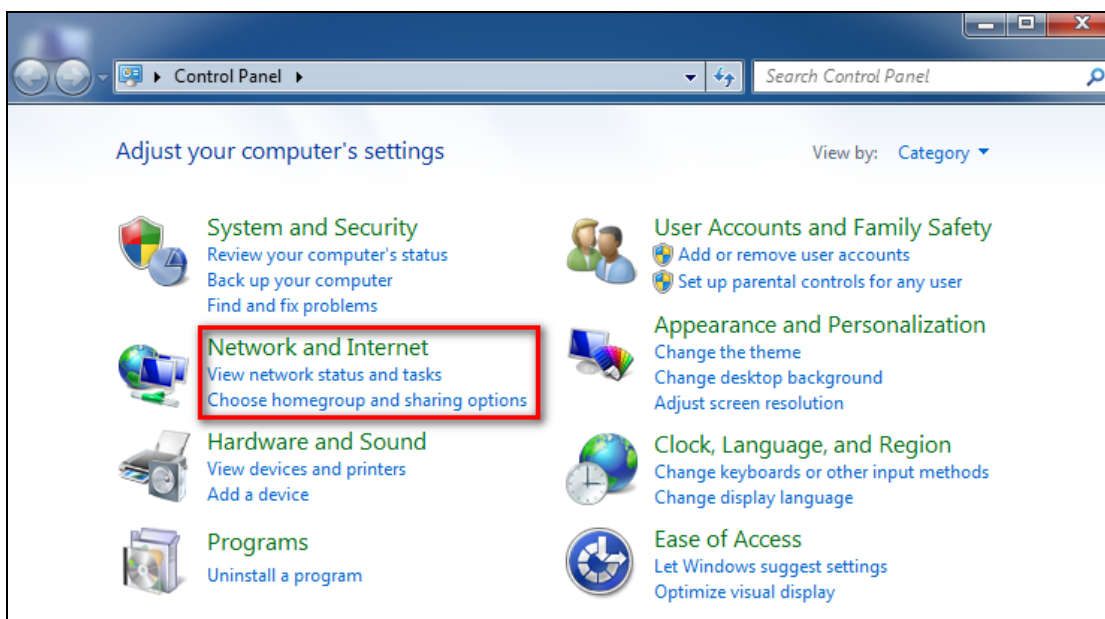 Control Panel
Search Control Panel
Adjust your computer's settings
View by: Category
System and Security
Review your computer's status
Back up your computer
Find and fix problems
Network and Internet
View network status and tasks
Choose homegroup and sharing options
Hardware and Sound
View devices and printers
Add a device
Programs
Uninstall a program
User Accounts and Family Safety
Add or remove user accounts
Set up parental controls for any user
Appearance and Personalization
Change the theme
Change desktop background
Adjust screen resolution
Clock, Language, and Region
Change keyboards or other input methods
Change display language
Ease of Access
Let Windows suggest settings
Optimize visual display